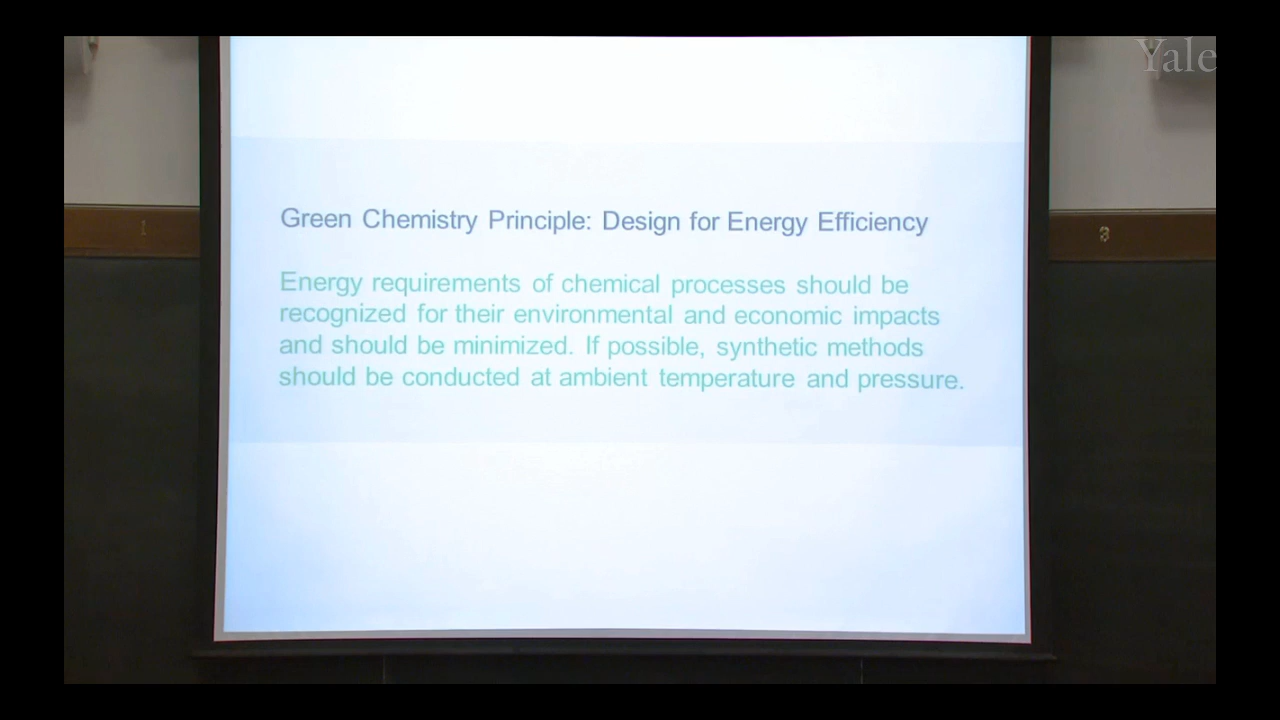 Yale
1
3
Green Chemistry Principle: Design for Energy Efficiency
Energy requirements of chemical processes should be
recognized for their environmental and economic impacts
and should be minimized. If possible, synthetic methods
should be conducted at ambient temperature and pressure.